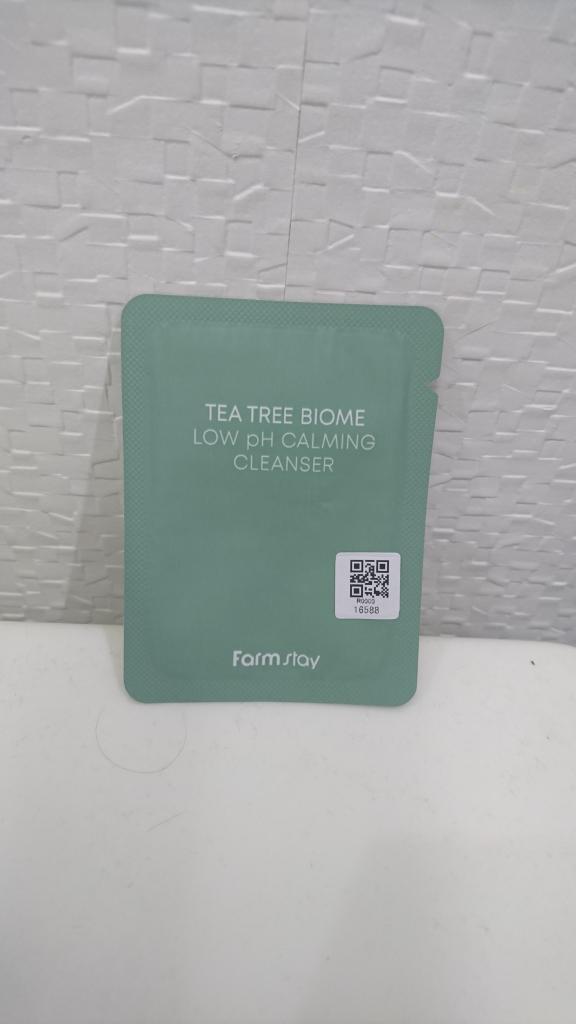 TEA TREE BIOME
LOW pH CALMING
CLEANSER
16588
Farmstay